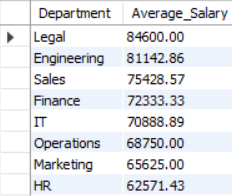 Department Average_Salary
Legal 84600.00
Engineering 81142.86
Sales 75428.57
Finance 72333.33
IT 70888.89
Operations 68750.00
Marketing 65625.00
HR 62571.43